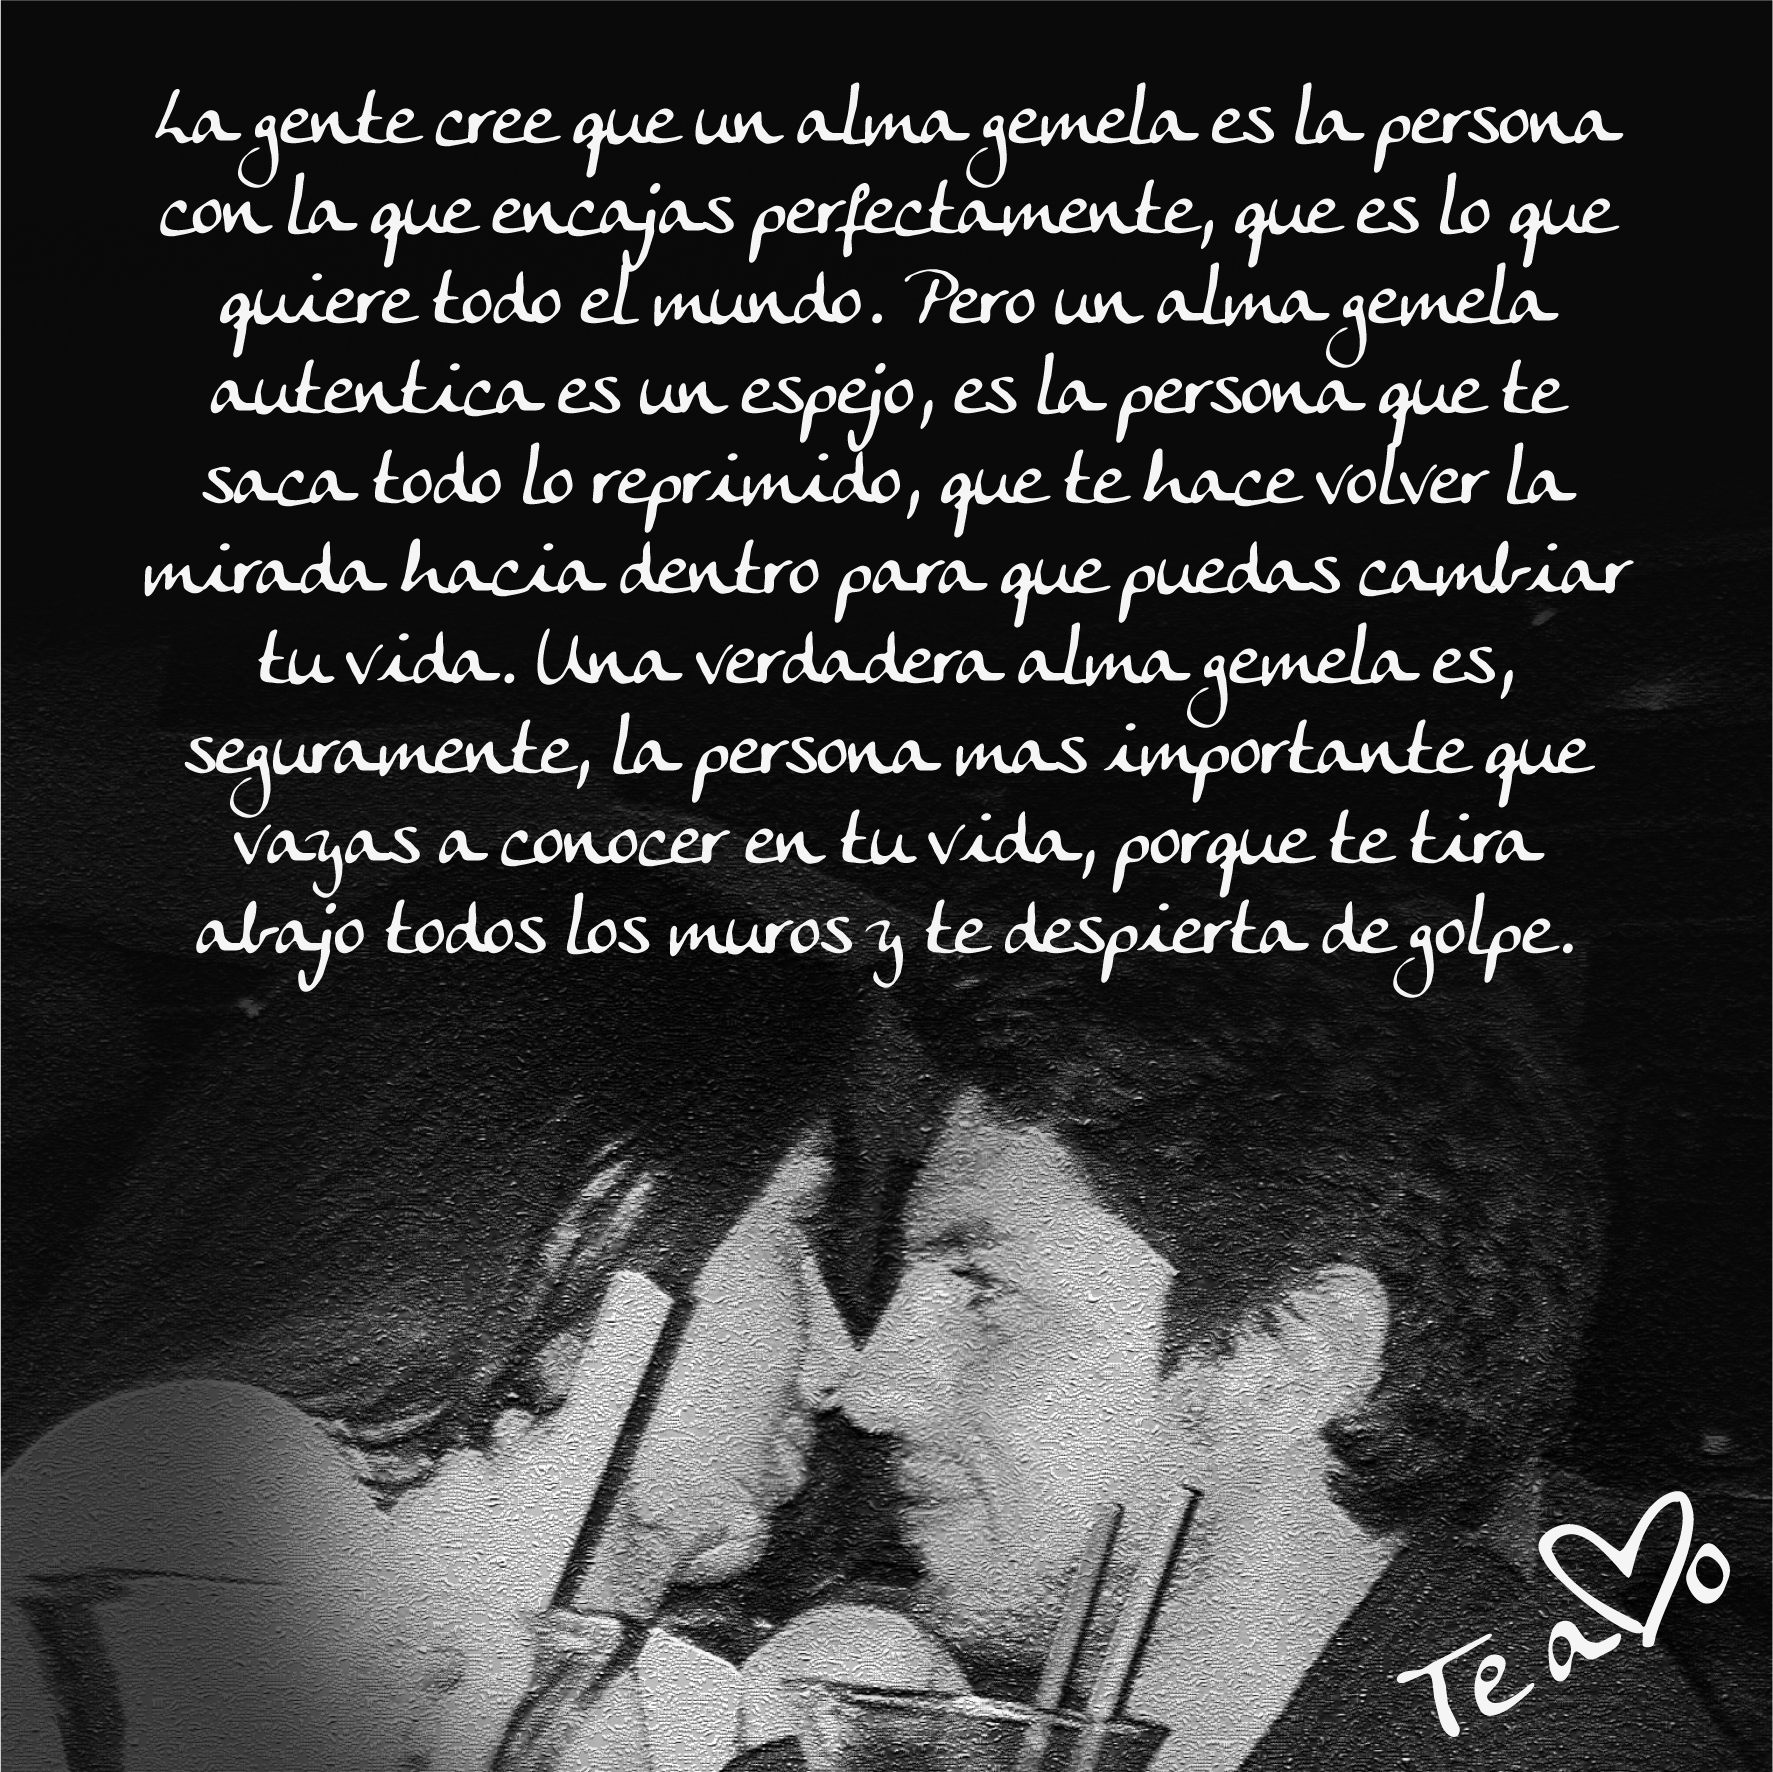 La gente cree que un alma gemela es la persona
con la que encajas perfectamente, que es lo que
quiere todo el mundo. Pero un alma gemela
autentica es un espejo, es la persona que te
saca todo lo reprimido, que te hace volver la
mirada hacia dentro para que puedas cambiar
tu vida. Una verdadera alma gemela es,
seguramente, la persona mas importante que
vayas a conocer en tu vida, porque te tira
abajo todos los muros y te despierta de golpe.
Te a♡o